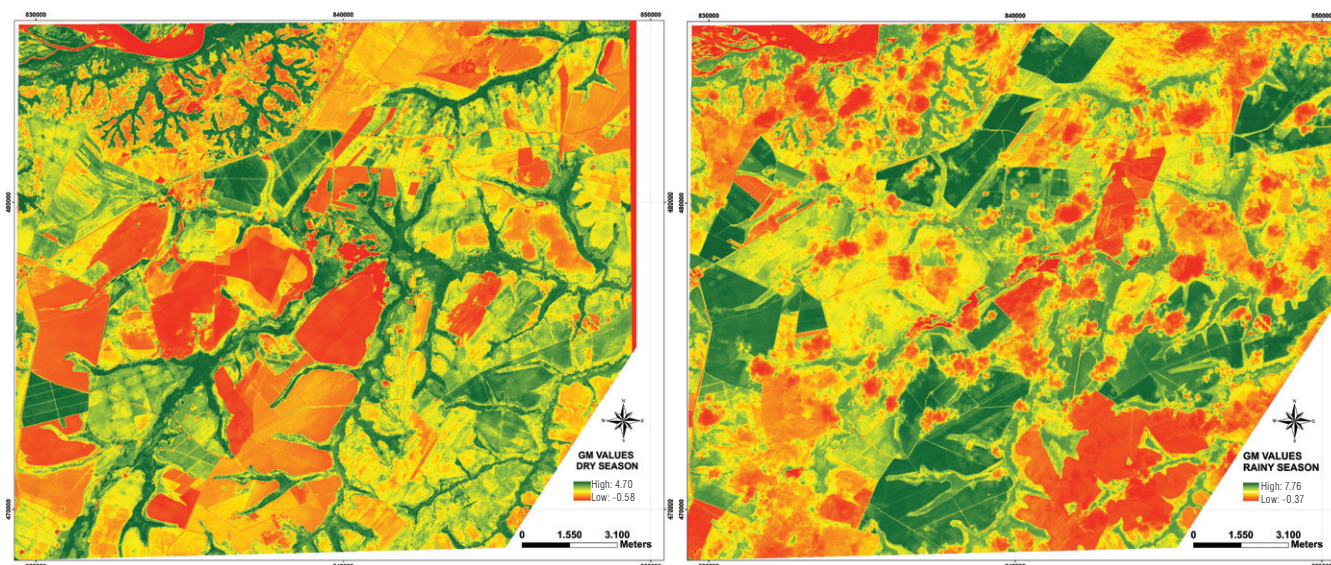 830000 840000 850000
480000
470000
N
W E
S
GM VALUES
DRY SEASON
High: 4.70
Low: -0.58
0 1.550 3.100
Meters
830000 840000 850000
480000 480000
470000 470000
N
W E
S
GM VALUES
RAINY SEASON
High: 7.76
Low: -0.37
0 1.550 3.100
Meters